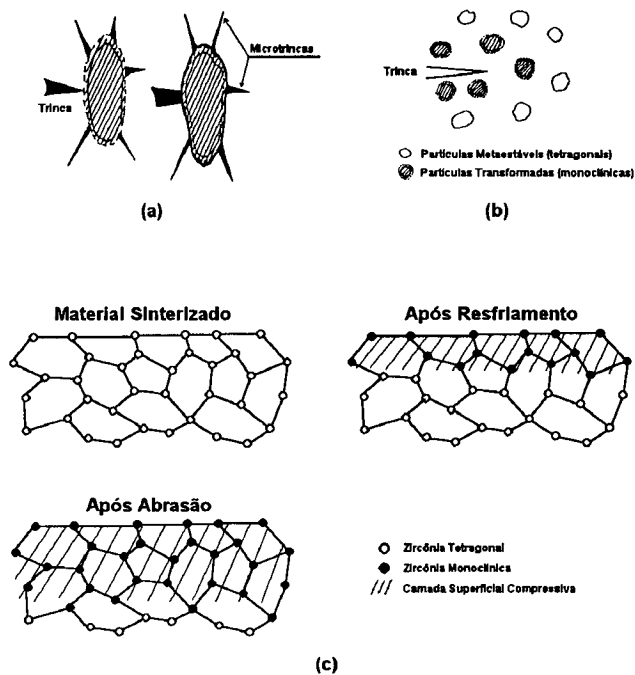 Microtrincas
Trinca
(a)
Trinca
Partículas Metaestáveis (tetragonais)
Partículas Transformadas (monoclínicas)
(b)
Material Sinterizado
Após Resfriamento
Após Abrasão
Zircônia Tetragonal
Zircônia Monoclínica
Camada Superficial Compressiva
(c)